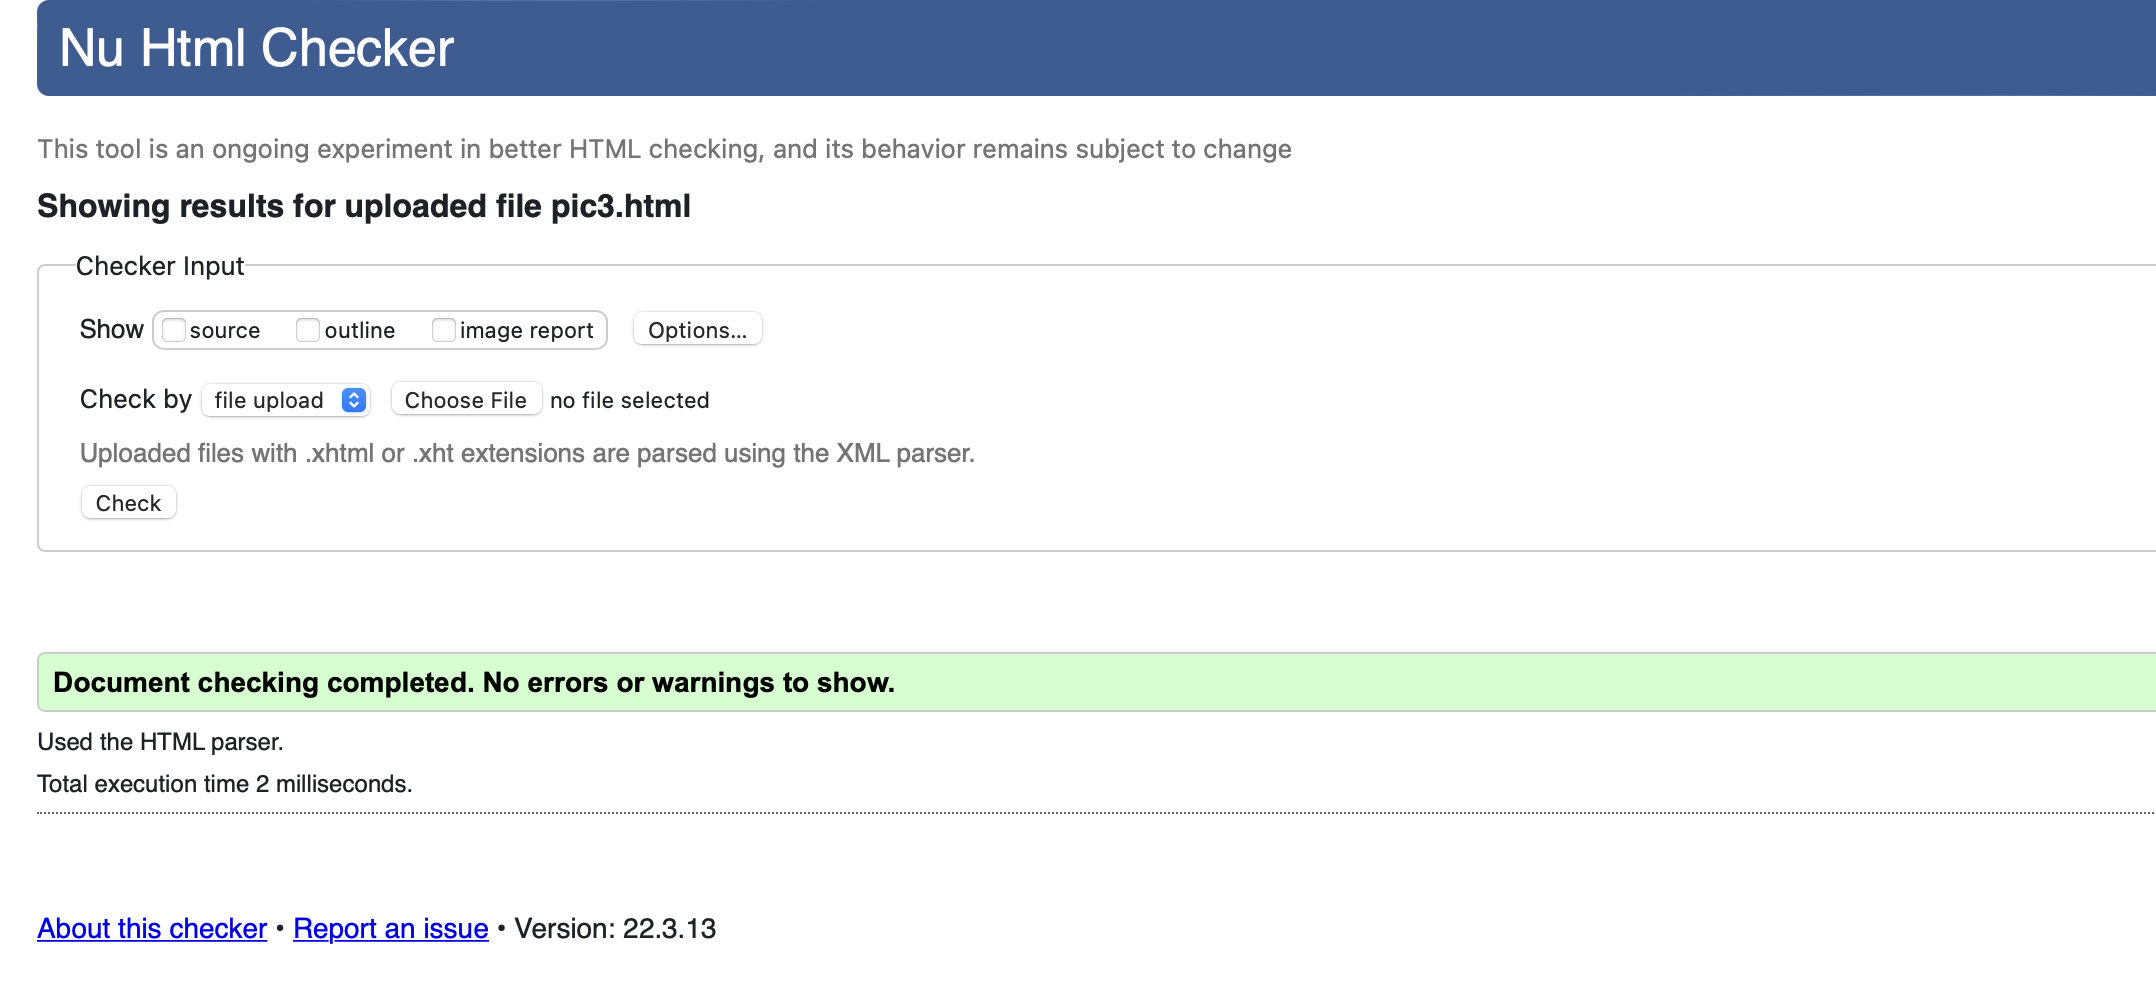 Nu Html Checker
This tool is an ongoing experiment in better HTML checking, and its behavior remains subject to change
Showing results for uploaded file pic3.html
Checker Input
Show source outline image report Options...
Check by file upload Choose File no file selected
Uploaded files with .xhtml or .xht extensions are parsed using the XML parser.
Check
Document checking completed. No errors or warnings to show.
Used the HTML parser.
Total execution time 2 milliseconds.
About this checker • Report an issue • Version: 22.3.13